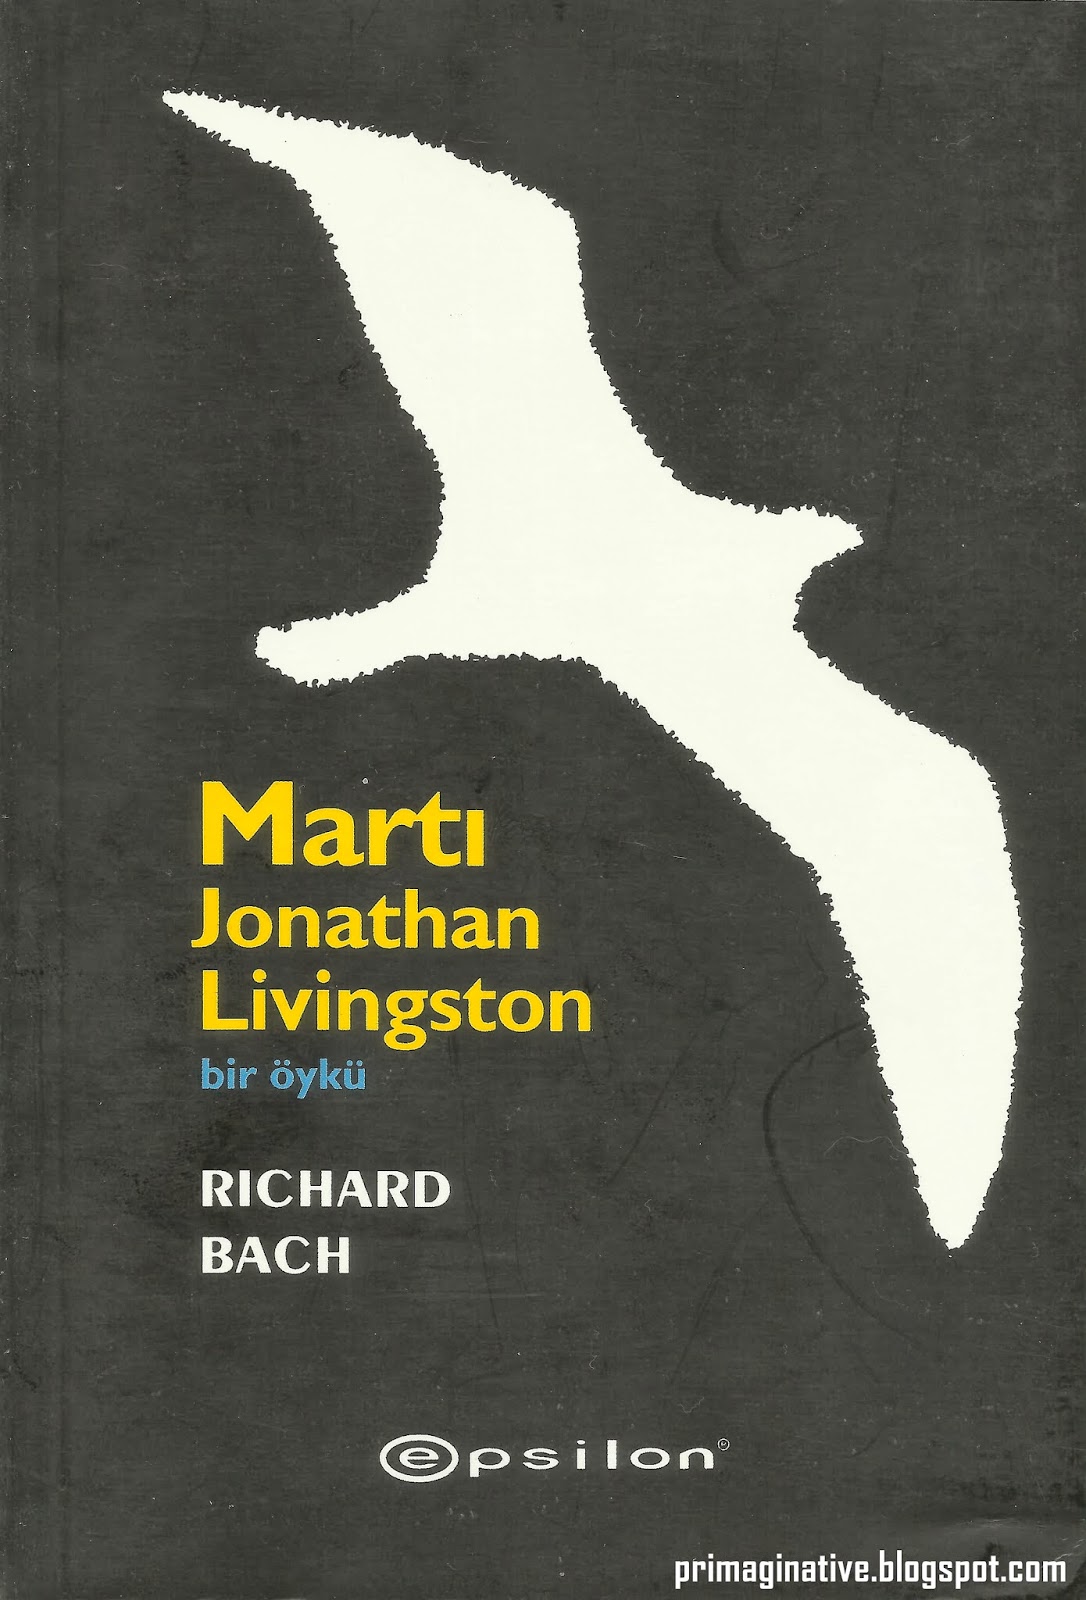 Martı
Jonathan
Livingston
bir öykü
RICHARD
BACH
epsilon®
primaginative.blogspot.com